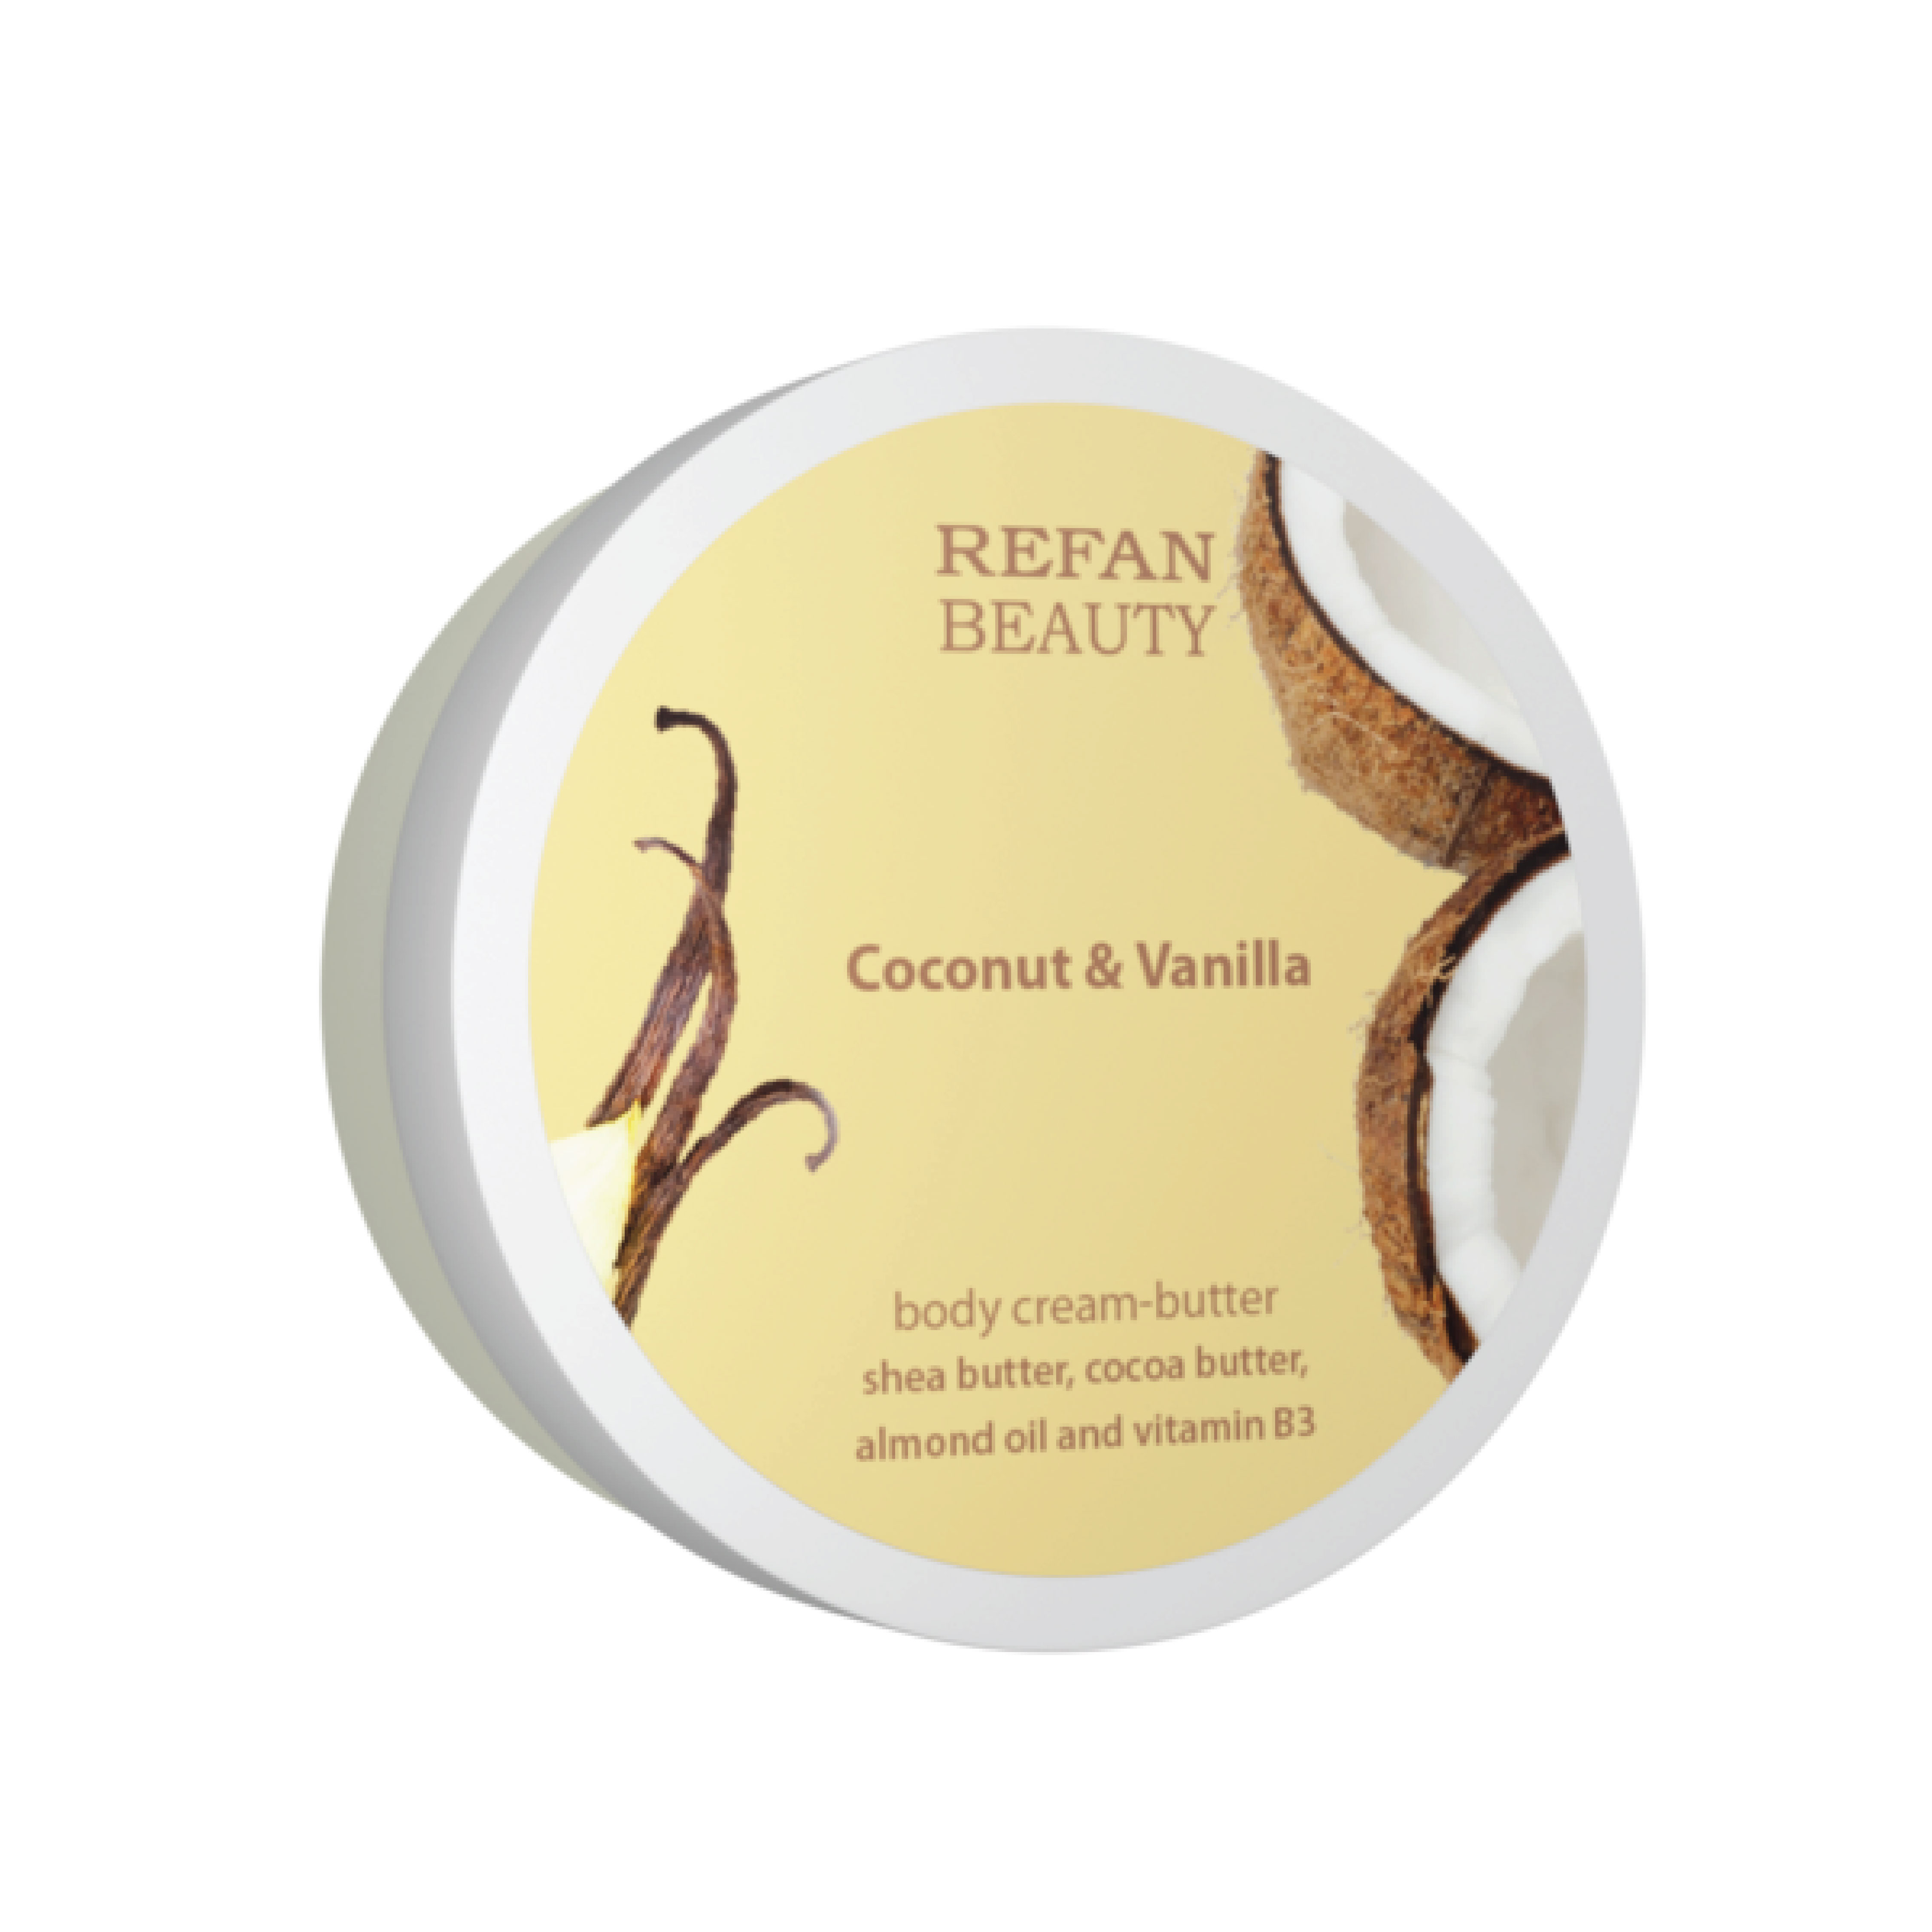 REFAN
BEAUTY
Coconut & Vanilla
body cream-butter
shea butter, cocoa butter,
almond oil and vitamin B3